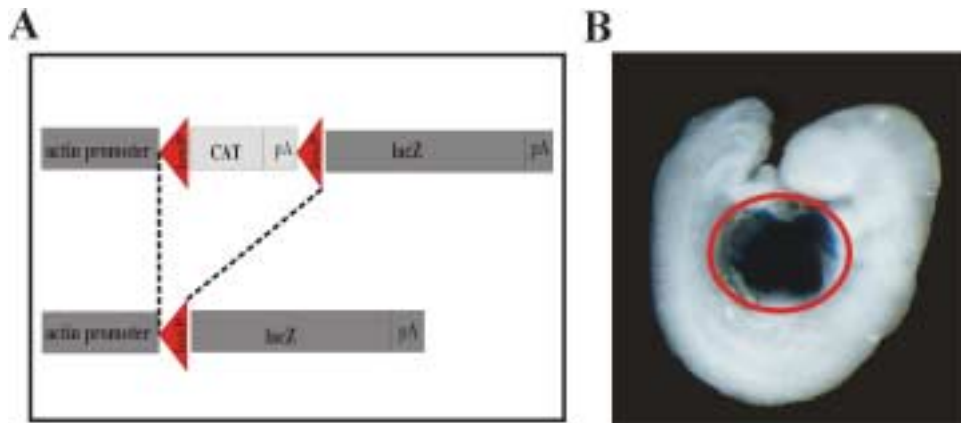 A
B
actin promoter CAT pA lacZ pA
actin promoter lacZ pA